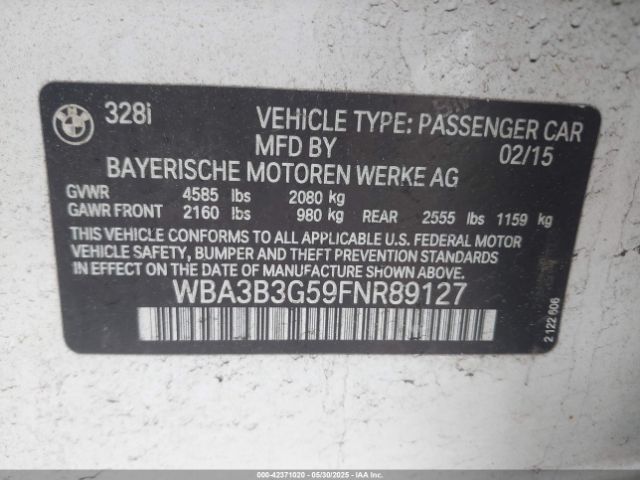 BMW
328i VEHICLE TYPE: PASSENGER CAR
MFD BY 02/15
BAYERISCHE MOTOREN WERKE AG
GVWR 4585 lbs 2080 kg
GAWR FRONT 2160 lbs 980 kg REAR 2555 lbs 1159 kg
THIS VEHICLE CONFORMS TO ALL APPLICABLE U.S. FEDERAL MOTOR
VEHICLE SAFETY, BUMPER AND THEFT PREVENTION STANDARDS
IN EFFECT ON THE DATE OF MANUFACTURE SHOWN ABOVE.
WBA3B3G59FNR89127
2 122 606
000-42371020 - 05/30/2025 - IAAI.COM